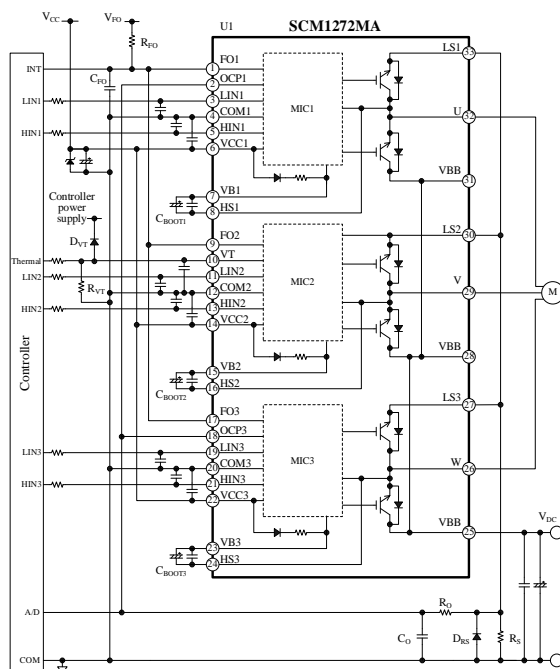 SCM1272MA
U1
VCC
VFO
RFO
CFO
INT
LIN1
HIN1
1 FO1
2 OCP1
3 LIN1
4 COM1
5 HIN1
6 VCC1
7 VB1
8 HS1
MIC1
LS1 33
U 32
VBB 31
CBOOT1
Controller
power
supply
DVT
Thermal
RVT
LIN2
HIN2
9 FO2
10 VT
11 LIN2
12 COM2
13 HIN2
14 VCC2
15 VB2
16 HS2
MIC2
LS2 30
V 29
M
VBB 28
CBOOT2
Controller
17 FO3
18 OCP3
19 LIN3
20 COM3
21 HIN3
22 VCC3
23 VB3
24 HS3
LIN3
HIN3
MIC3
LS3 27
W 26
VBB 25
VDC
CBOOT3
A/D
RO
CO
DRS
RS
COM